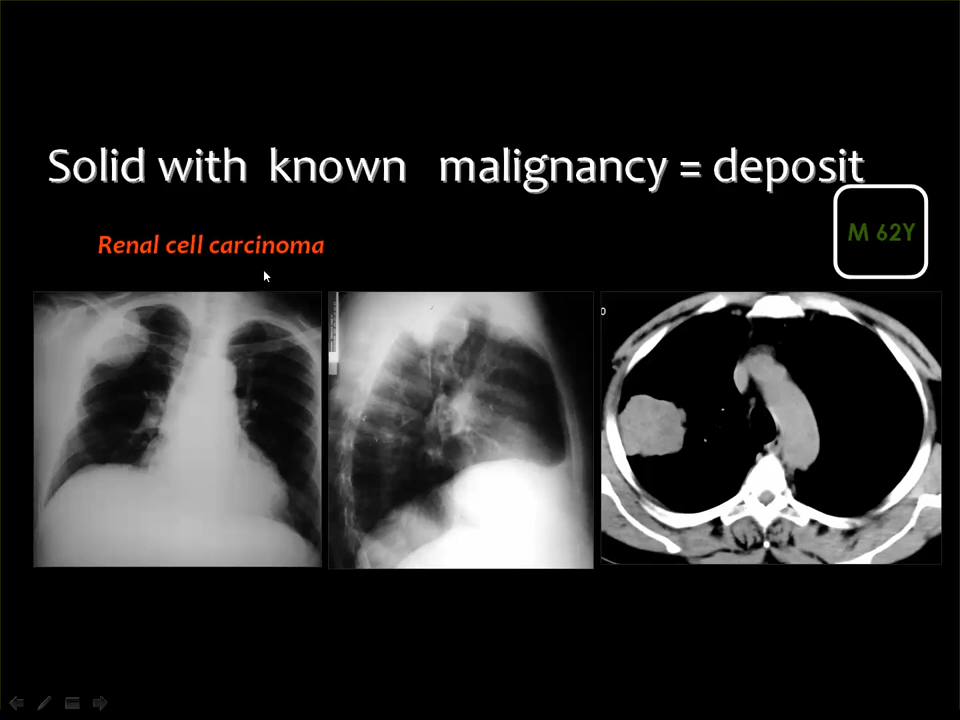 Solid with known malignancy = deposit
M 62Y
Renal cell carcinoma